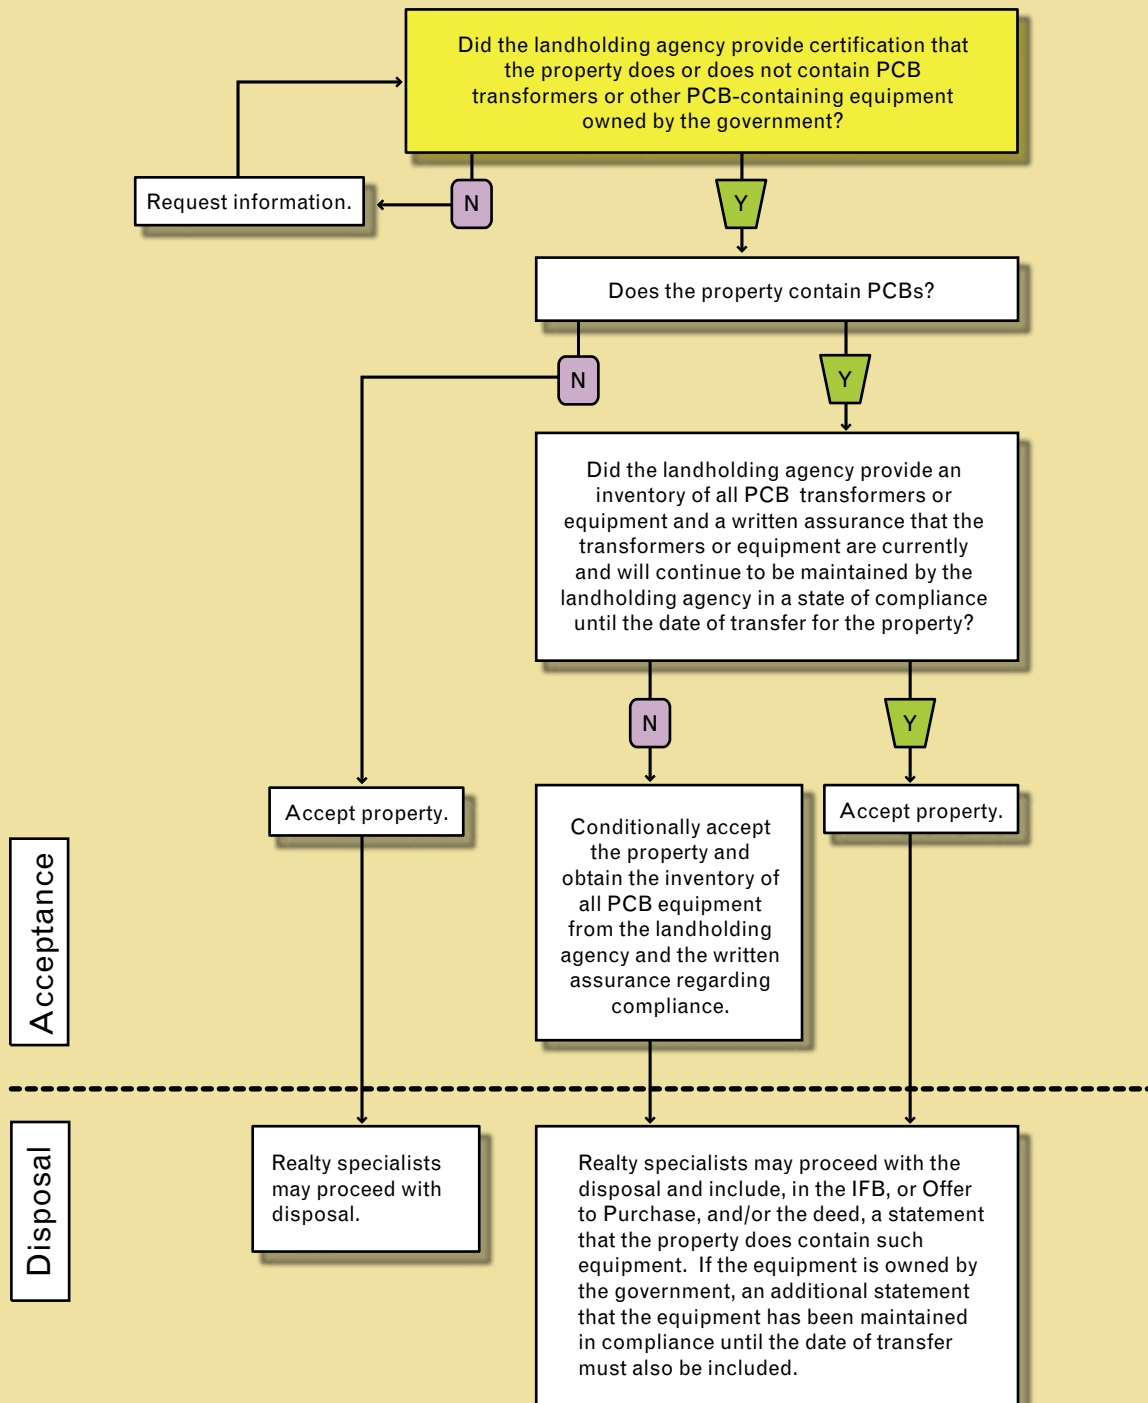 Did the landholding agency provide certification that
the property does or does not contain PCB
transformers or other PCB-containing equipment
owned by the government?
Request information.
N
Y
Does the property contain PCBs?
N
Y
Did the landholding agency provide an
inventory of all PCB transformers or
equipment and a written assurance that the
transformers or equipment are currently
and will continue to be maintained by the
landholding agency in a state of compliance
until the date of transfer for the property?
N
Y
Accept property.
Conditionally accept
the property and
obtain the inventory of
all PCB equipment
from the landholding
agency and the written
assurance regarding
compliance.
Accept property.
Acceptance
Disposal
Realty specialists
may proceed with
disposal.
Realty specialists may proceed with the
disposal and include, in the IFB, or Offer
to Purchase, and/or the deed, a statement
that the property does contain such
equipment. If the equipment is owned by
the government, an additional statement
that the equipment has been maintained
in compliance until the date of transfer
must also be included.